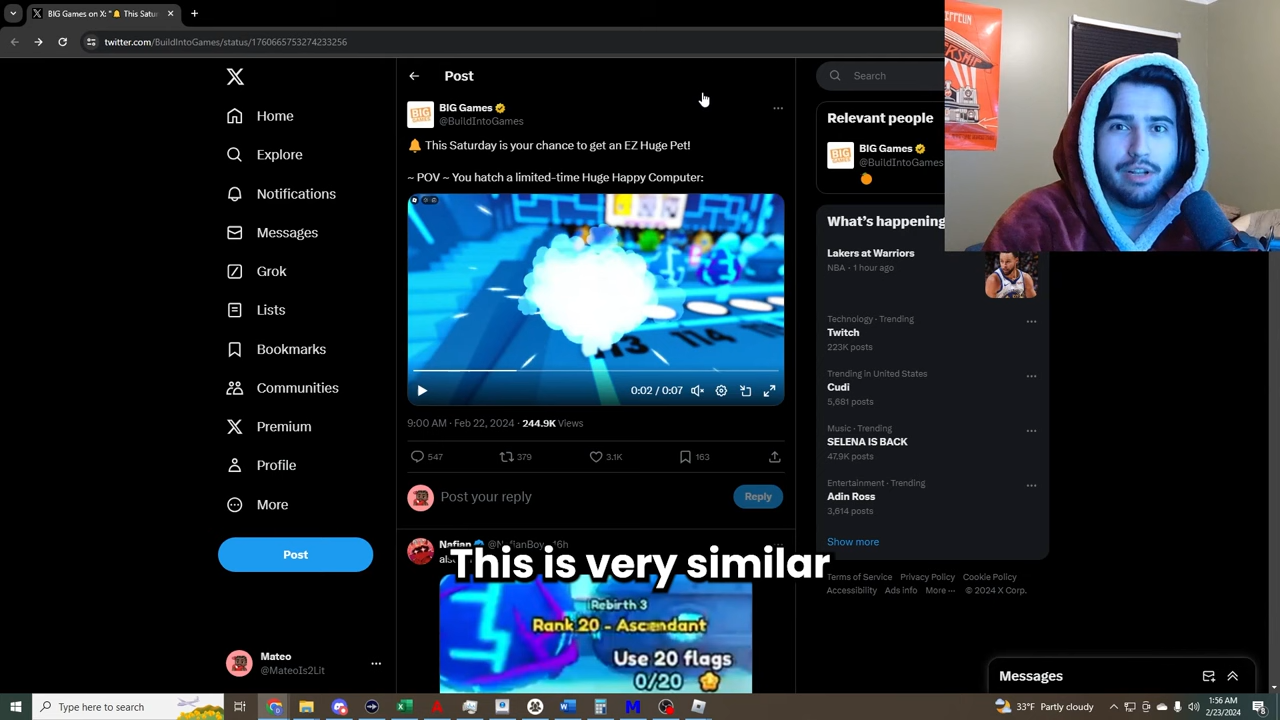 BIG Games on X: "🔔 This Satur
twitter.com/BuildIntoGames/status/1760665753274233256
Home
Explore
Notifications
Messages
Grok
Lists
Bookmarks
Communities
Premium
Profile
More
Post
Mateo
@MateoIs2Lit
Post
BIG Games
@BuildIntoGames
🔔 This Saturday is your chance to get an EZ Huge Pet!
~ POV ~ You hatch a limited-time Huge Happy Computer:
114
0:02 / 0:07
9:00 AM · Feb 22, 2024 · 244.9K Views
547
379
3.1K
163
Post your reply
Reply
This is very similar
Rebirth 3
Rank 20 - Ascendant
Use 20 flags
0/20
Search
Relevant people
BIG Games
@BuildIntoGames
What's happening
Lakers at Warriors
NBA · 1 hour ago
Technology · Trending
Twitch
223K posts
Trending in United States
Cudi
5,681 posts
Music · Trending
SELENA IS BACK
47.9K posts
Entertainment · Trending
Adin Ross
3,614 posts
Show more
Terms of Service Privacy Policy Cookie Policy
Accessibility Ads info More ··· © 2024 X Corp.
Messages
Type here to search
33°F Partly cloudy
1:56 AM
2/23/2024
8